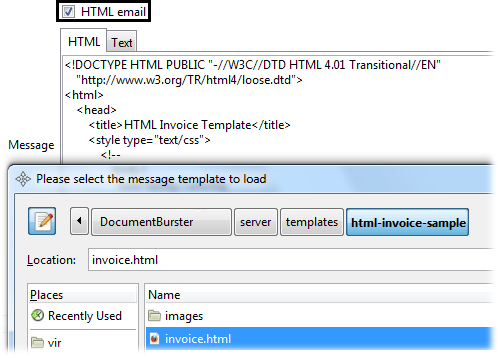 HTML email
HTML Text
<!DOCTYPE HTML PUBLIC "-//W3C//DTD HTML 4.01 Transitional//EN"
"http://www.w3.org/TR/html4/loose.dtd">
<html>
<head>
<title>HTML Invoice Template</title>
Message
<style type="text/css">
<!--
Please select the message template to load
DocumentBurster server templates html-invoice-sample
Location: invoice.html
Places Name
Recently Used images
vir invoice.html